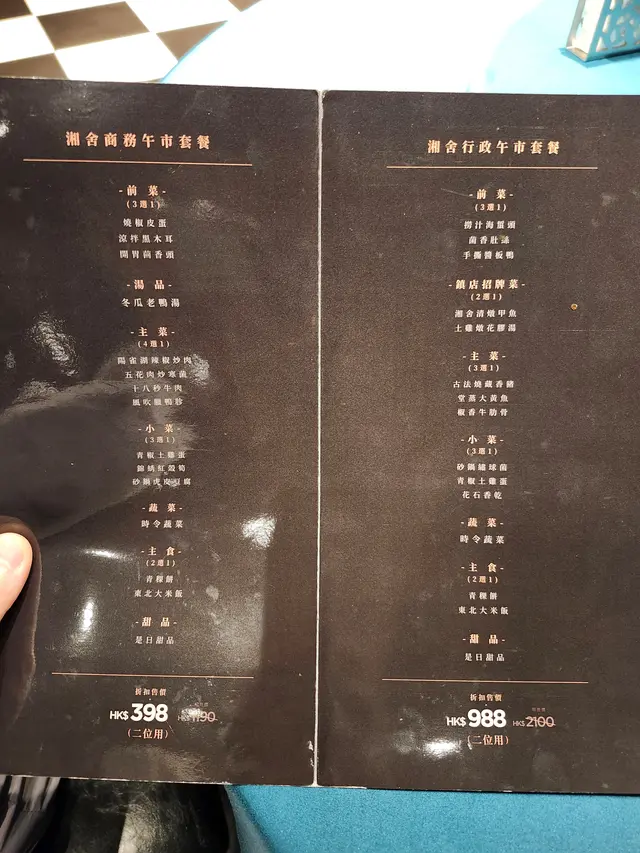 湘舍商務午市套餐
- 前菜 -
(3選1)
燒椒皮蛋
涼拌黑木耳
開胃茴香頭
- 湯品 -
冬瓜老鴨湯
- 主菜 -
(4選1)
陽雀湖辣椒炒肉
五花肉炒寒菌
十八秒牛肉
風吹臘鴨
- 小菜 -
(3選1)
青椒土雞蛋
錦綉紅殼筍
砂鍋虎皮豆腐
- 蔬菜 -
時令蔬菜
- 主食 -
(2選1)
青稞餅
東北大米飯
- 甜品 -
是日甜品
折扣售價
HK$ 398 HK$ 1190
(二位用)
湘舍行政午市套餐
- 前菜 -
(3選1)
撈汁海蟹頭
菌香肚絲
手撕醬板鴨
- 鎮店招牌菜 -
(2選1)
湘舍清燉甲魚
土雞燉花膠湯
- 主菜 -
(3選1)
古法燒藏香豬
堂蒸大黃魚
椒香牛肋骨
- 小菜 -
(3選1)
砂鍋繡球菌
青椒土雞蛋
花石香乾
- 蔬菜 -
時令蔬菜
- 主食 -
(2選1)
青稞餅
東北大米飯
- 甜品 -
是日甜品
折扣售價
HK$ 988 HK$ 2100
(二位用)